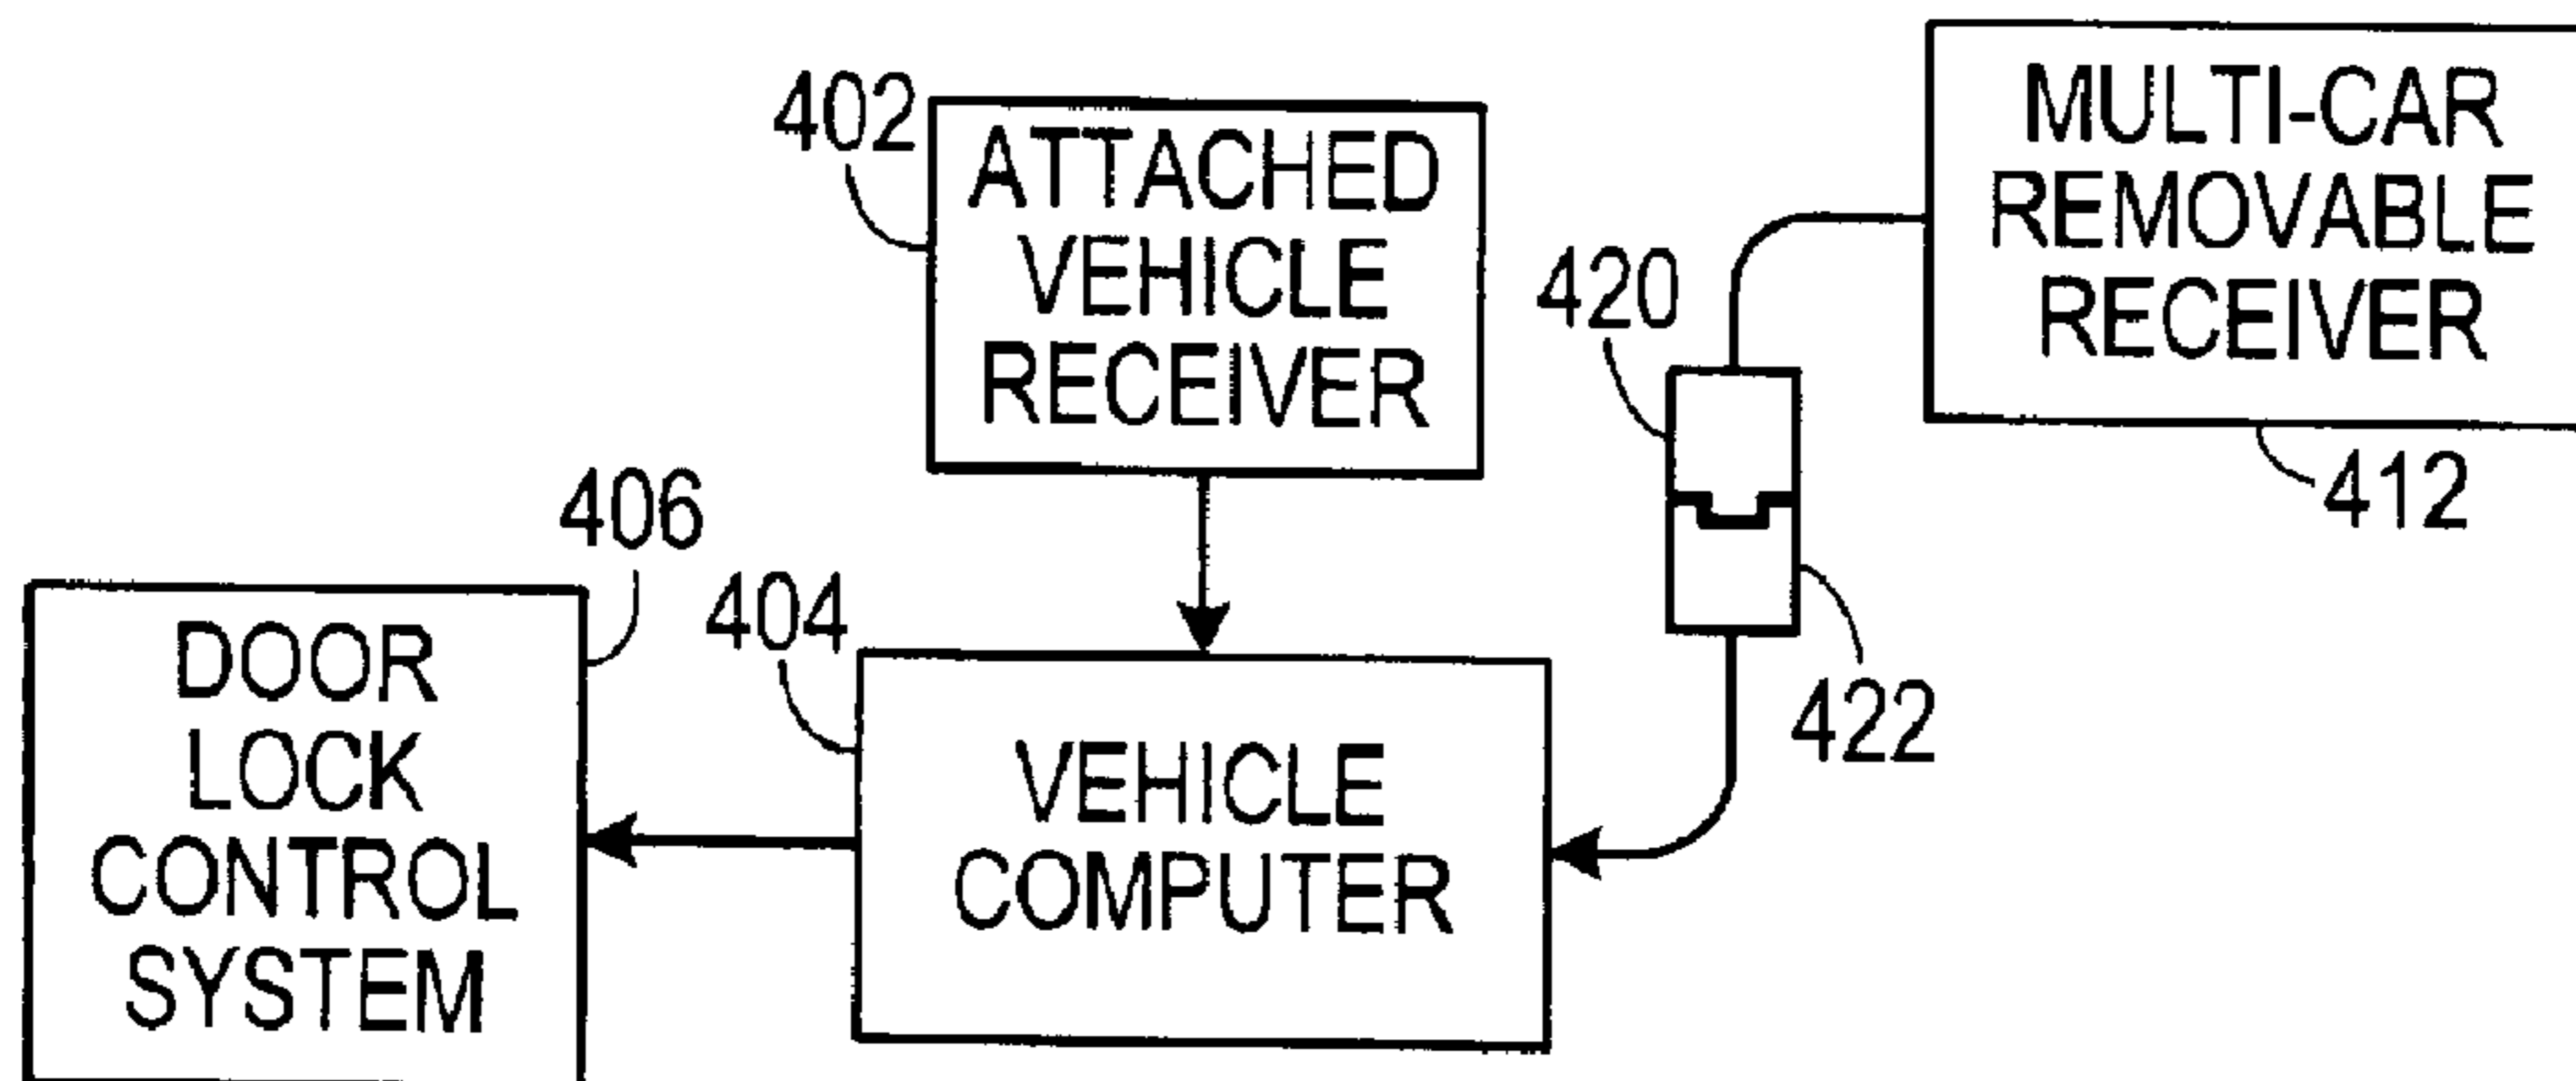 402
ATTACHED
VEHICLE
RECEIVER
MULTI-CAR
REMOVABLE
RECEIVER
412
420
422
406
DOOR
LOCK
CONTROL
SYSTEM
404
VEHICLE
COMPUTER